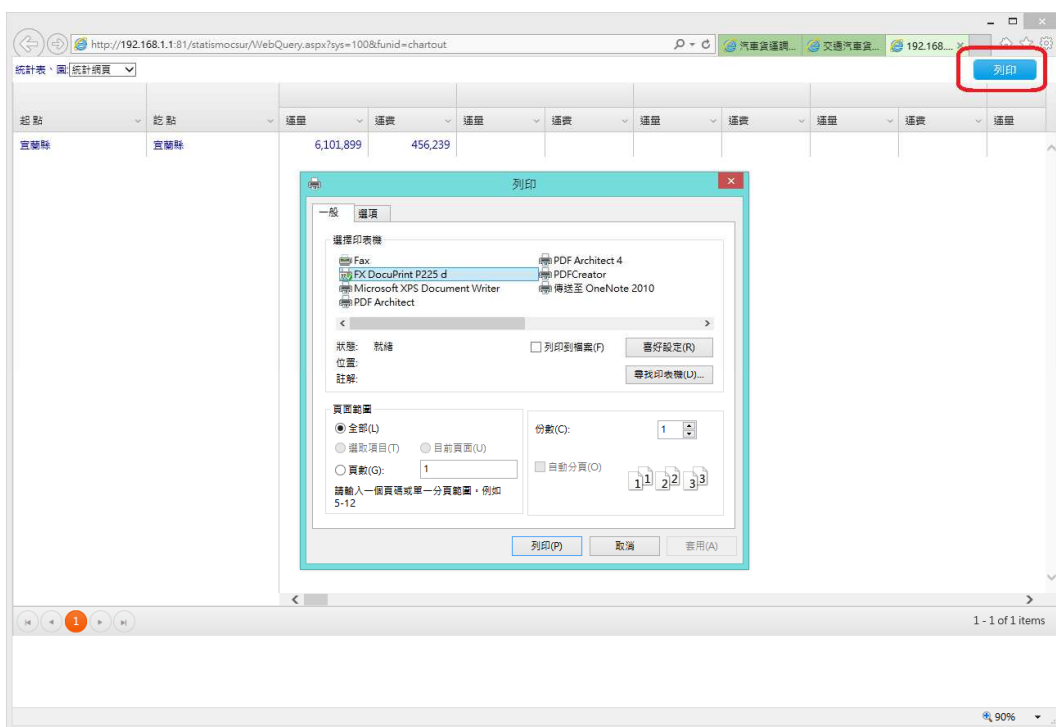 http://192.168.1.1:81/statismocsur/WebQuery.aspx?sys=100&funid=chartout
汽車貨運調...
交通汽車貨...
192.168....
統計表、圖:
統計網頁
列印
起點
訖點
運量
運費
運量
運費
運量
運費
運量
運費
運量
宜蘭縣
宜蘭縣
6,101,899
456,239
列印
一般
選項
選擇印表機
Fax
PDF Architect 4
FX DocuPrint P225 d
PDFCreator
Microsoft XPS Document Writer
傳送至 OneNote 2010
PDF Architect
狀態: 就緒
列印到檔案(F)
喜好設定(R)
位置:
註解:
尋找印表機(D)...
頁面範圍
全部(L)
份數(C): 1
選取項目(T)
目前頁面(U)
頁數(G): 1
自動分頁(O)
1 1 2 2 3 3
請輸入一個頁碼或單一分頁範圍。例如
5-12
列印(P)
取消
套用(A)
1
1 - 1 of 1 items
90%